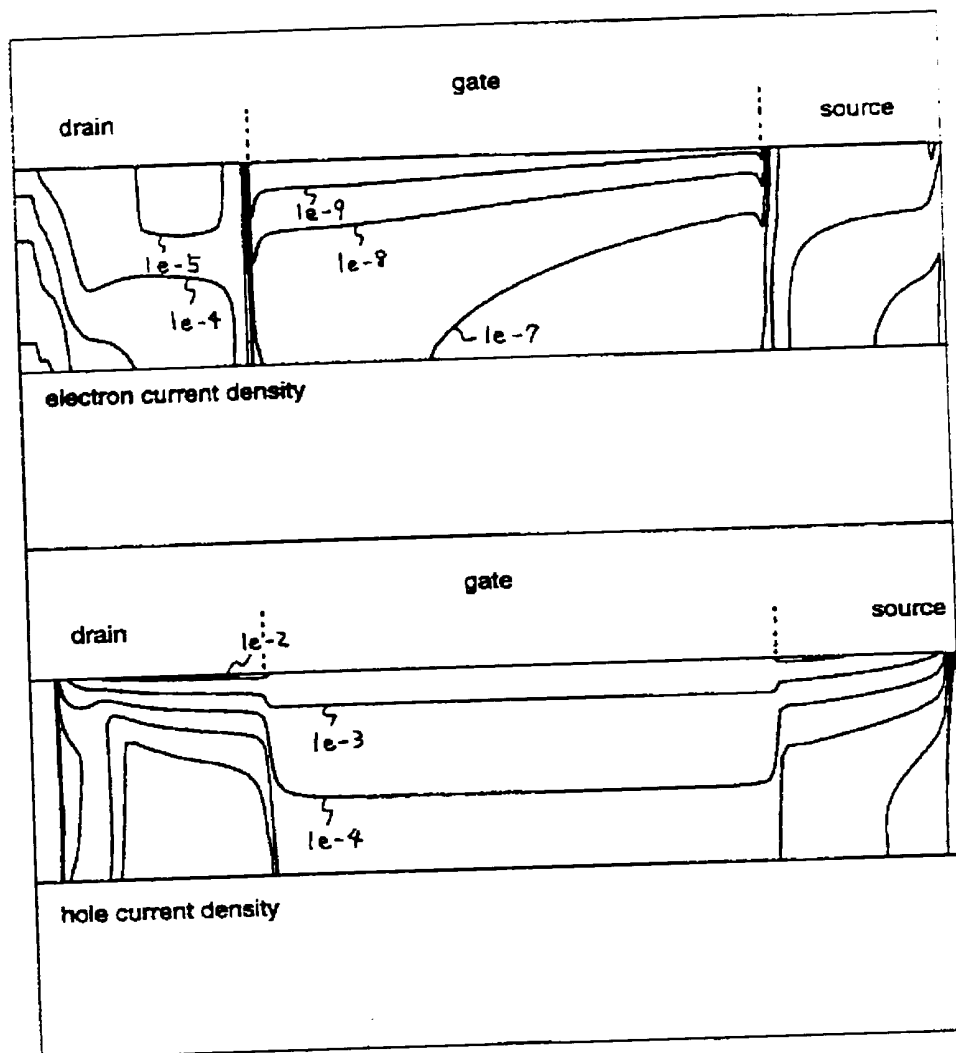 gate
drain
source
1e-9
1e-5
1e-8
1e-4
1e-7
electron current density
gate
source
drain
1e-2
1e-3
1e-4
hole current density